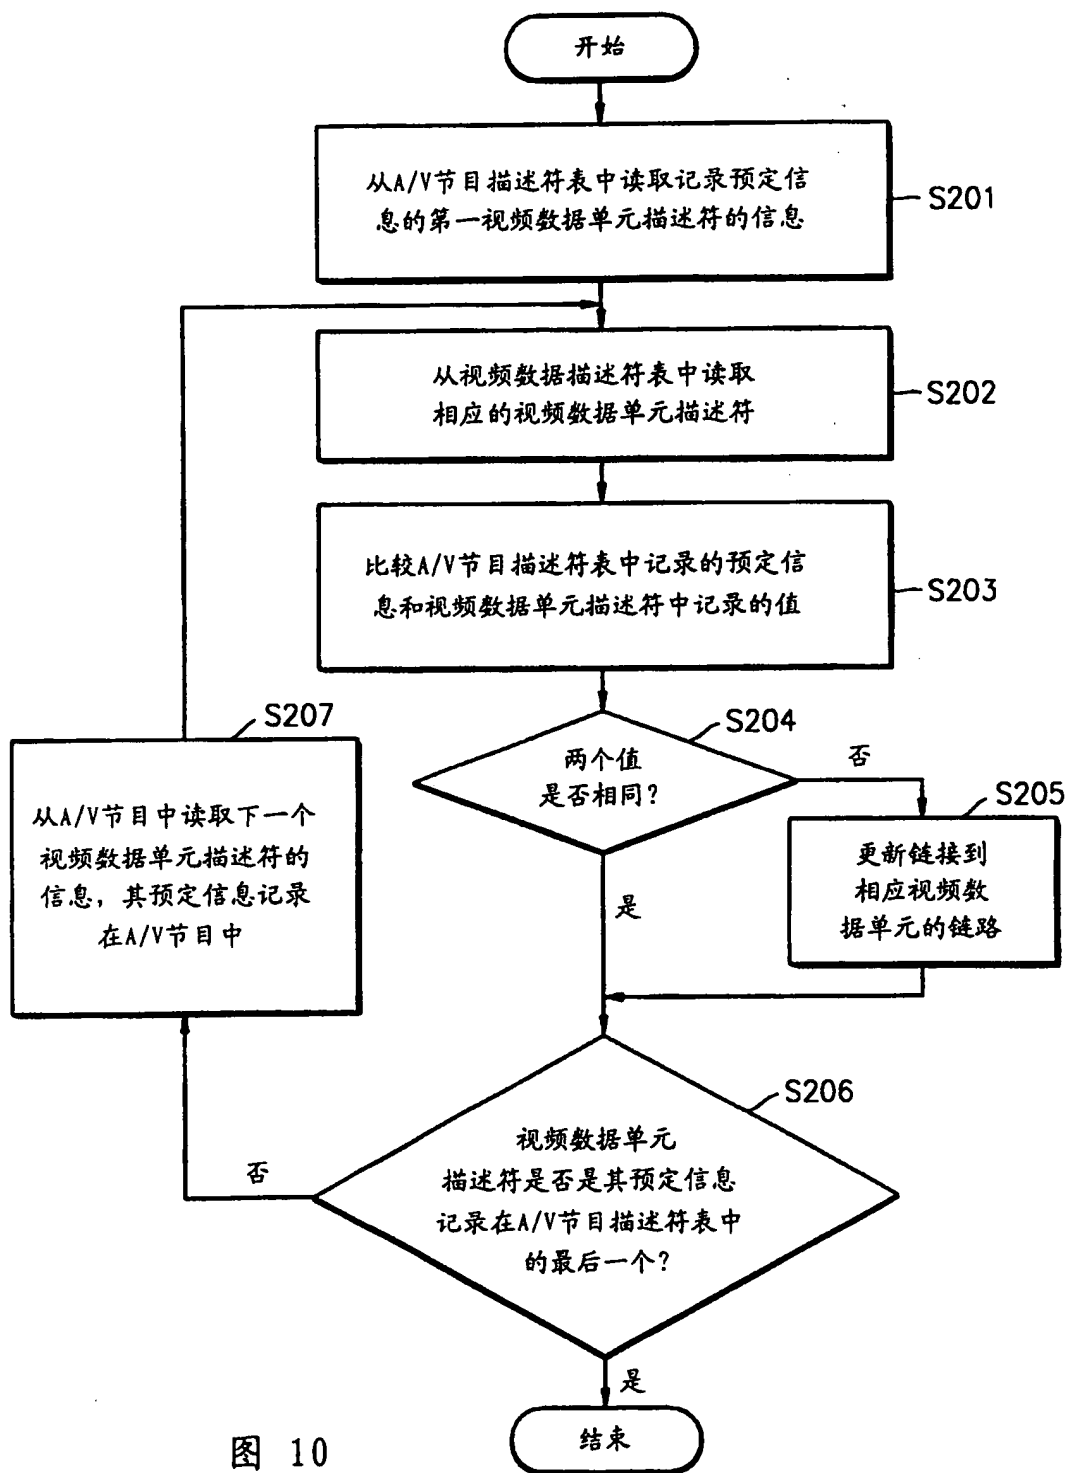 开始
从A/V节目描述符表中读取记录预定信
息的第一视频数据单元描述符的信息
S201
从视频数据描述符表中读取
相应的视频数据单元描述符
S202
比较A/V节目描述符表中记录的预定信
息和视频数据单元描述符中记录的值
S203
S207
从A/V节目中读取下一个
视频数据单元描述符的
信息，其预定信息记录
在A/V节目中
S204
两个值
是否相同?
否
S205
更新链接到
相应视频数
据单元的链路
是
S206
视频数据单元
描述符是否是其预定信息
记录在A/V节目描述符表中
的最后一个?
否
是
结束
图 10